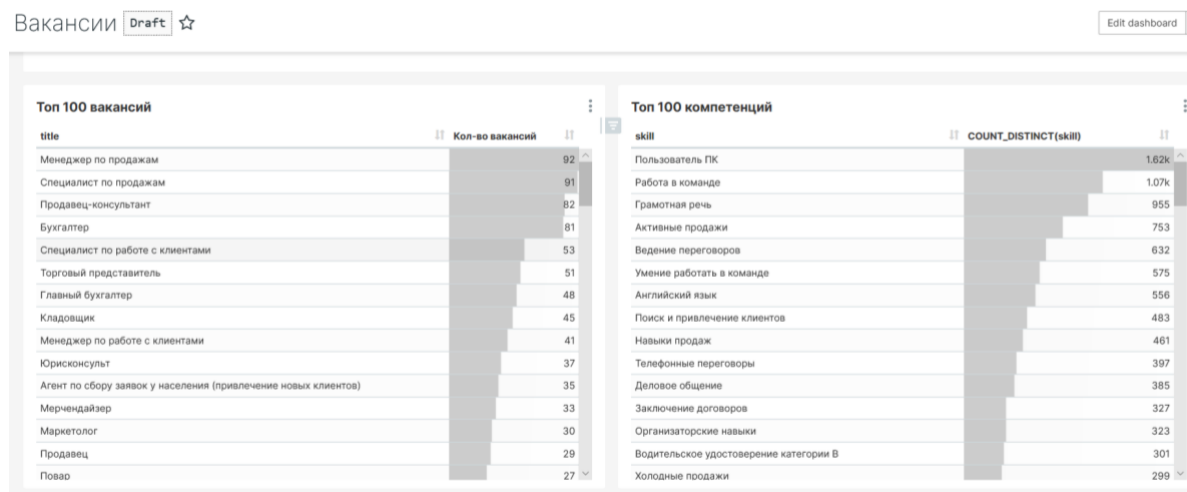 Вакансии Draft Edit dashboard
Топ 100 вакансий
title Кол-во вакансий
Менеджер по продажам 92
Специалист по продажам 91
Продавец-консультант 82
Бухгалтер 81
Специалист по работе с клиентами 53
Торговый представитель 51
Главный бухгалтер 48
Кладовщик 45
Менеджер по работе с клиентами 41
Юрисконсульт 37
Агент по сбору заявок у населения (привлечение новых клиентов) 35
Мерчендайзер 33
Маркетолог 30
Продавец 29
Повар 27
Топ 100 компетенций
skill COUNT_DISTINCT(skill)
Пользователь ПК 1.62k
Работа в команде 1.07k
Грамотная речь 955
Активные продажи 753
Ведение переговоров 632
Умение работать в команде 575
Английский язык 556
Поиск и привлечение клиентов 483
Навыки продаж 461
Телефонные переговоры 397
Деловое общение 385
Заключение договоров 327
Организаторские навыки 323
Водительское удостоверение категории B 301
Холодные продажи 299